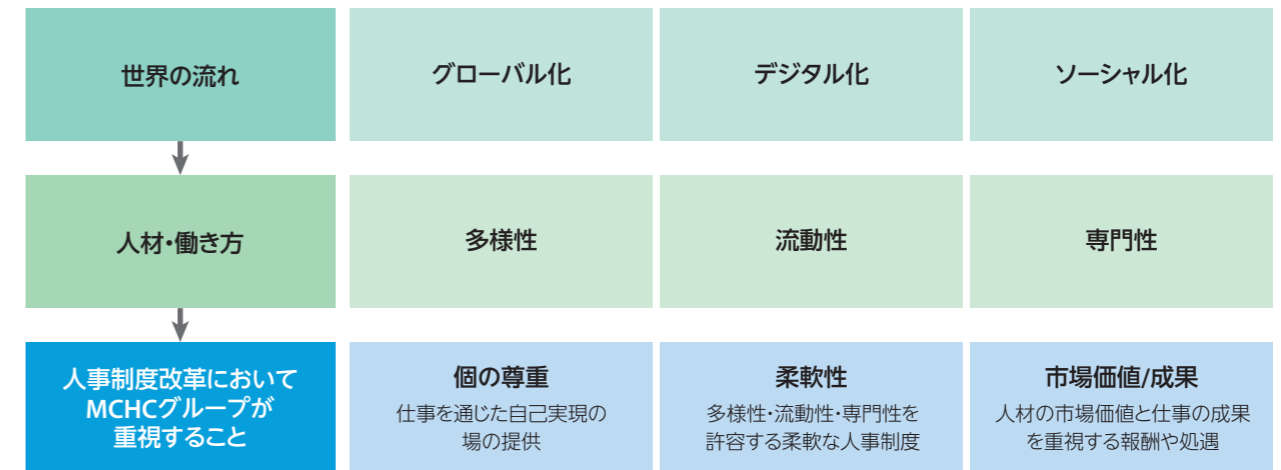 世界の流れ
グローバル化
デジタル化
ソーシャル化
人材・働き方
多様性
流動性
専門性
人事制度改革において
MCHCグループが
重視すること
個の尊重
仕事を通じた自己実現の
場の提供
柔軟性
多様性・流動性・専門性を
許容する柔軟な人事制度
市場価値/成果
人材の市場価値と仕事の成果
を重視する報酬や処遇